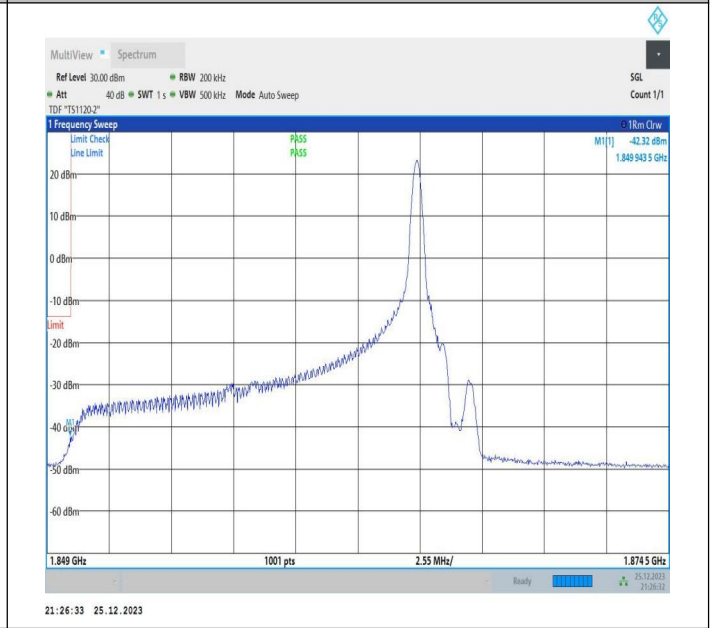 MultiView Spectrum
Ref Level 30.00 dBm RBW 200 kHz SGL
Att 40 dB SWT 1 s VBW 500 kHz Mode Auto Sweep Count 1/1
TDF "TS1120-2"
1 Frequency Sweep 1Rm Clrw
Limit Check PASS M1[1] -42.32 dBm
Line Limit PASS 1.849 943 5 GHz
20 dBm
10 dBm
0 dBm
-10 dBm
Limit
-20 dBm
-30 dBm
M1
-40 dBm
-50 dBm
-60 dBm
1.849 GHz 1001 pts 2.55 MHz/ 1.874 5 GHz
Ready 25.12.2023
21:26:32
21:26:33 25.12.2023